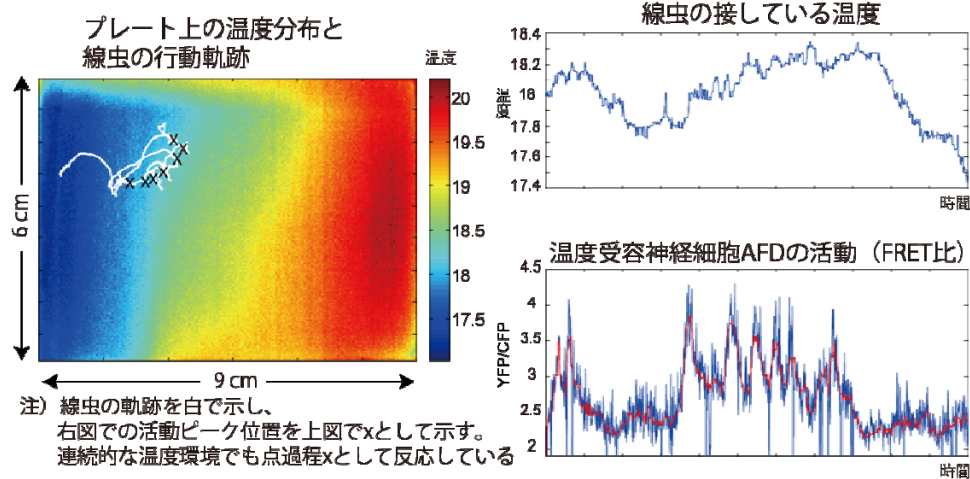 プレート上の温度分布と
線虫の行動軌跡
温度
20
19.5
19
18.5
18
17.5
6 cm
9 cm
注）線虫の軌跡を白で示し、
右図での活動ピーク位置を上図でxとして示す。
連続的な温度環境でも点過程xとして反応している
線虫の接している温度
18.4
18.2
18
17.8
17.6
17.4
時間
温度受容神経細胞AFDの活動（FRET比）
4.5
4
3.5
3
2.5
2
YFP/CFP
時間